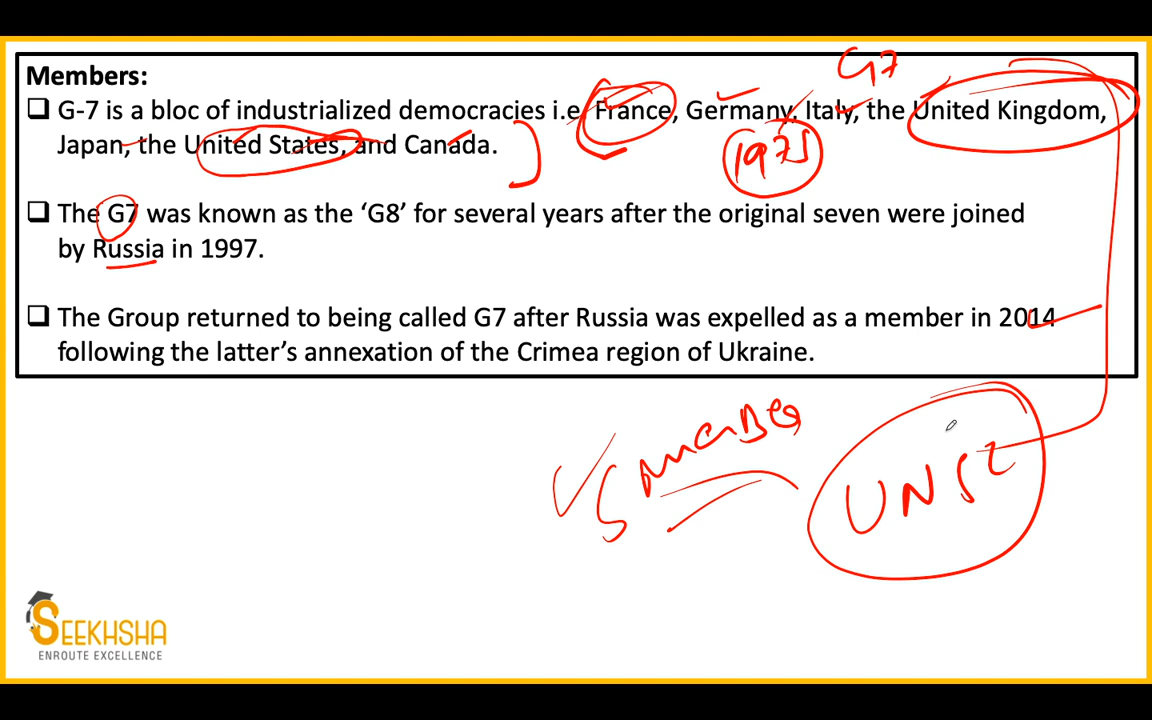 G7
Members:
❑ G-7 is a bloc of industrialized democracies i.e. France, Germany, Italy, the United Kingdom,
Japan, the United States, and Canada.
1975
❑ The G7 was known as the ‘G8’ for several years after the original seven were joined
by Russia in 1997.
❑ The Group returned to being called G7 after Russia was expelled as a member in 2014
following the latter’s annexation of the Crimea region of Ukraine.
5
UNSC
SEEKHSHA
ENROUTE EXCELLENCE